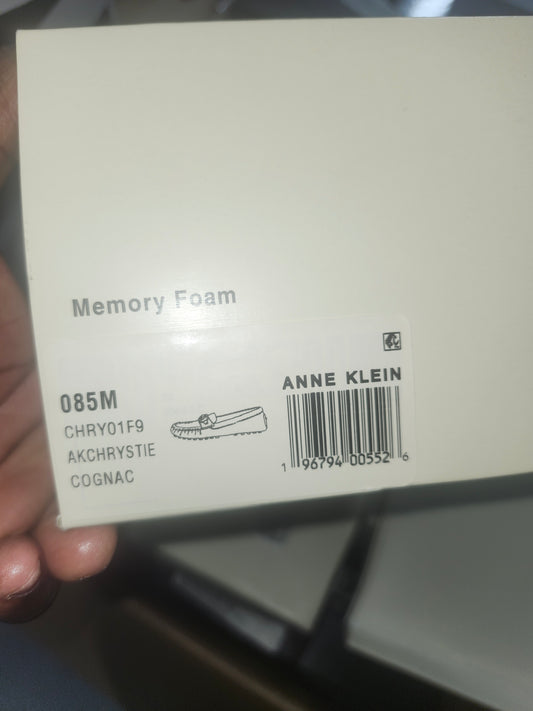 Memory Foam
ANNE KLEIN
085M
CHRY01F9
AKCHRYSTIE
COGNAC
1 96794 00552 6